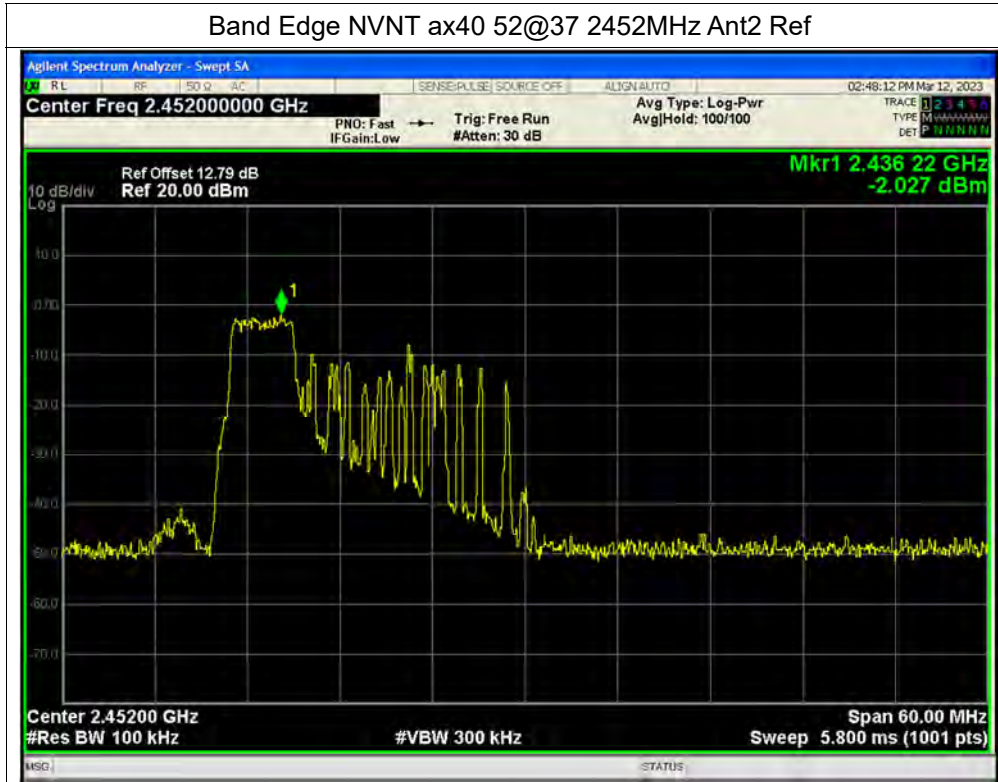 Band Edge NVNT ax40 52@37 2452MHz Ant2 Ref
Agilent Spectrum Analyzer - Swept SA
RL RF 50 Ω AC SENSE:PULSE SOURCE OFF ALIGN AUTO 02:48:12 PM Mar 12, 2023
Center Freq 2.452000000 GHz
PNO: Fast
IFGain:Low
Trig: Free Run
#Atten: 30 dB
Avg Type: Log-Pwr
Avg|Hold: 100/100
TRACE 1 2 3 4 5 6
TYPE M
DET P N N N N N
Mkr1 2.436 22 GHz
-2.027 dBm
Ref Offset 12.79 dB
10 dB/div Ref 20.00 dBm
Log
10.0
1
0.00
-10.0
-20.0
-30.0
-40.0
-50.0
-60.0
-70.0
Center 2.45200 GHz Span 60.00 MHz
#Res BW 100 kHz #VBW 300 kHz Sweep 5.800 ms (1001 pts)
MSG STATUS